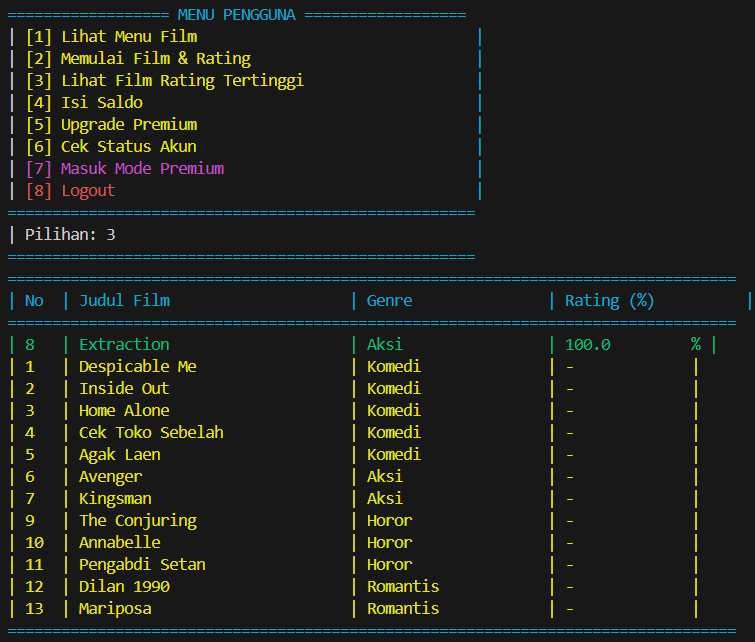 ================== MENU PENGGUNA ==================
| [1] Lihat Menu Film                                |
| [2] Memulai Film & Rating                          |
| [3] Lihat Film Rating Tertinggi                    |
| [4] Isi Saldo                                      |
| [5] Upgrade Premium                                |
| [6] Cek Status Akun                                |
| [7] Masuk Mode Premium                             |
| [8] Logout                                         |
====================================================
| Pilihan: 3
====================================================
=================================================================================
| No  | Judul Film                    | Genre               | Rating (%)          |
=================================================================================
| 8   | Extraction                    | Aksi                | 100.0         % |
| 1   | Despicable Me                 | Komedi              | -             |
| 2   | Inside Out                    | Komedi              | -             |
| 3   | Home Alone                    | Komedi              | -             |
| 4   | Cek Toko Sebelah              | Komedi              | -             |
| 5   | Agak Laen                     | Komedi              | -             |
| 6   | Avenger                       | Aksi                | -             |
| 7   | Kingsman                      | Aksi                | -             |
| 9   | The Conjuring                 | Horor               | -             |
| 10  | Annabelle                     | Horor               | -             |
| 11  | Pengabdi Setan                | Horor               | -             |
| 12  | Dilan 1990                    | Romantis            | -             |
| 13  | Mariposa                      | Romantis            | -             |
=================================================================================